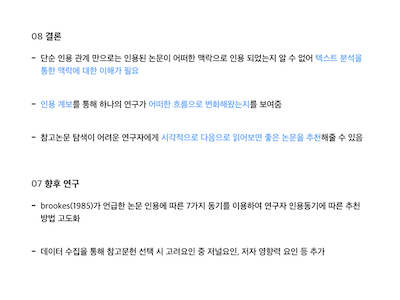 08 결론
- 단순 인용 관계 만으로는 인용된 논문이 어떠한 맥락으로 인용 되었는지 알 수 없어 텍스트 분석을
통한 맥락에 대한 이해가 필요
- 인용 계보를 통해 하나의 연구가 어떠한 흐름으로 변화해왔는지를 보여줌
- 참고논문 탐색이 어려운 연구자에게 시각적으로 다음으로 읽어보면 좋은 논문을 추천해줄 수 있음
07 향후 연구
- brookes(1985)가 언급한 논문 인용에 따른 7가지 동기를 이용하여 연구자 인용동기에 따른 추천
방법 고도화
- 데이터 수집을 통해 참고문헌 선택 시 고려요인 중 저널요인, 저자 영향력 요인 등 추가